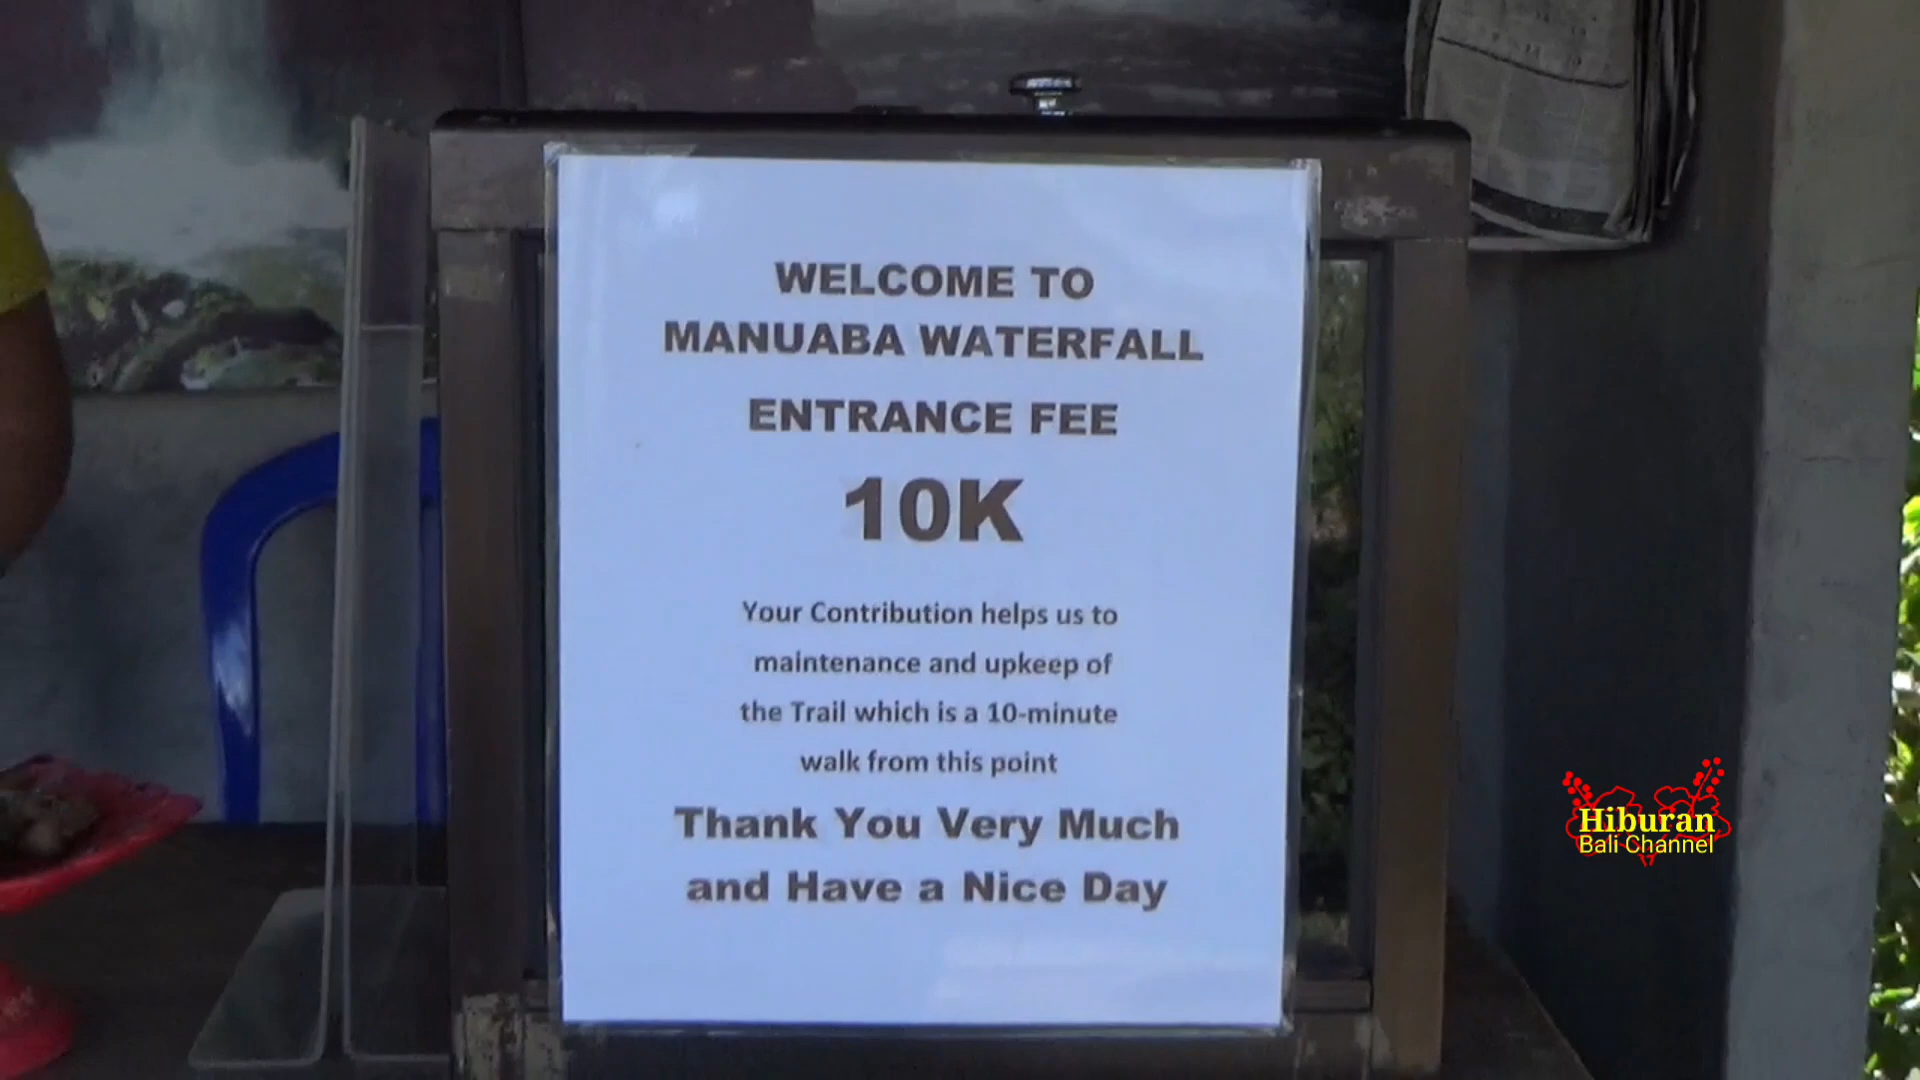 WELCOME TO
MANUABA WATERFALL
ENTRANCE FEE
10K
Your Contribution helps us to
maintenance and upkeep of
the Trail which is a 10-minute
walk from this point
Thank You Very Much
and Have a Nice Day
Hiburan
Bali Channel